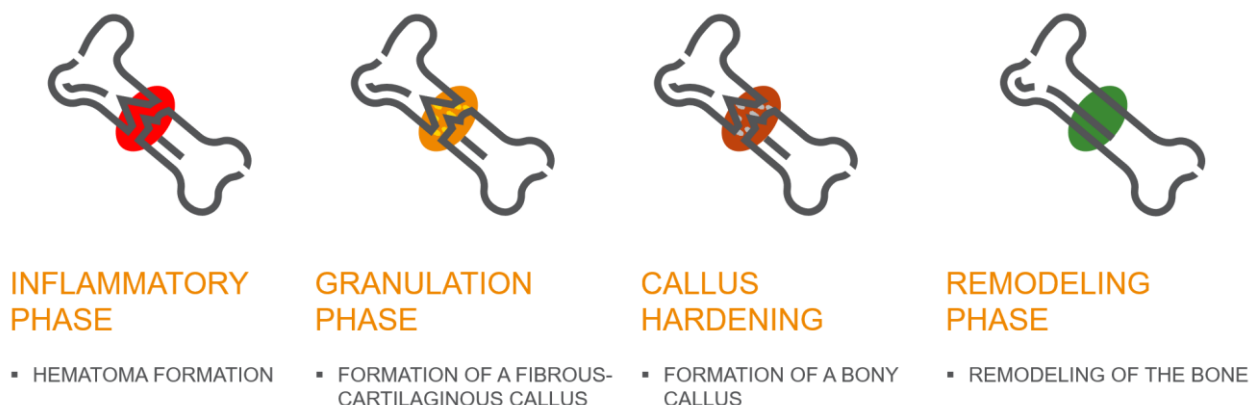 INFLAMMATORY
PHASE
▪ HEMATOMA FORMATION
GRANULATION
PHASE
▪ FORMATION OF A FIBROUS-
CARTILAGINOUS CALLUS
CALLUS
HARDENING
▪ FORMATION OF A BONY
CALLUS
REMODELING
PHASE
▪ REMODELING OF THE BONE